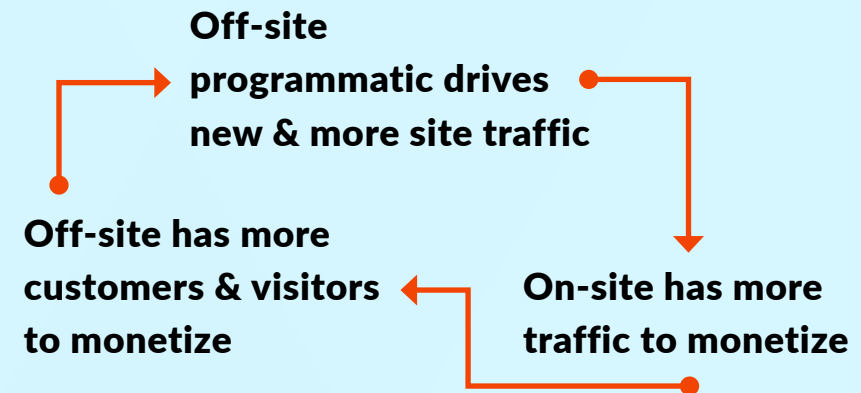 Off-site
programmatic drives
new & more site traffic
On-site has more
traffic to monetize
Off-site has more
customers & visitors
to monetize